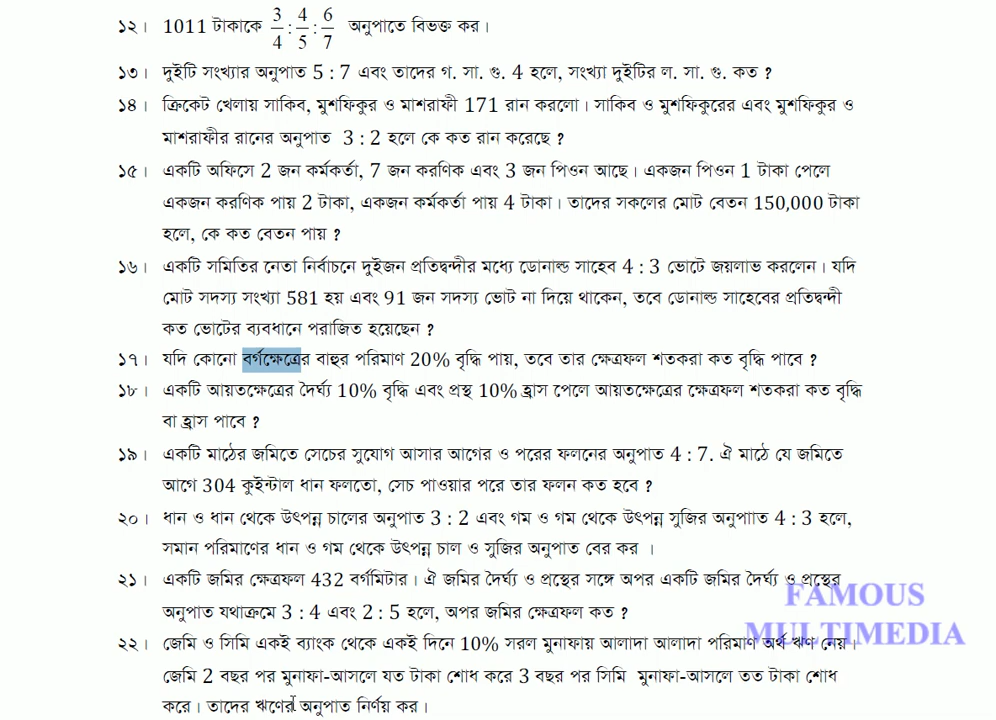 ১২। 1011 টাকাকে 3/4 : 4/5 : 6/7 অনুপাতে বিভক্ত কর।
১৩। দুইটি সংখ্যার অনুপাত 5 : 7 এবং তাদের গ. সা. গু. 4 হলে, সংখ্যা দুইটির ল. সা. গু. কত ?
১৪। ক্রিকেট খেলায় সাকিব, মুশফিকুর ও মাশরাফী 171 রান করলো। সাকিব ও মুশফিকুরের এবং মুশফিকুর ও
মাশরাফীর রানের অনুপাত 3 : 2 হলে কে কত রান করেছে ?
১৫। একটি অফিসে 2 জন কর্মকর্তা, 7 জন করণিক এবং 3 জন পিওন আছে। একজন পিওন 1 টাকা পেলে
একজন করণিক পায় 2 টাকা, একজন কর্মকর্তা পায় 4 টাকা। তাদের সকলের মোট বেতন 150,000 টাকা
হলে, কে কত বেতন পায় ?
১৬। একটি সমিতির নেতা নির্বাচনে দুইজন প্রতিদ্বন্দীর মধ্যে ডোনাল্ড সাহেব 4 : 3 ভোটে জয়লাভ করলেন। যদি
মোট সদস্য সংখ্যা 581 হয় এবং 91 জন সদস্য ভোট না দিয়ে থাকেন, তবে ডোনাল্ড সাহেবের প্রতিদ্বন্দী
কত ভোটের ব্যবধানে পরাজিত হয়েছেন ?
১৭। যদি কোনো বর্গক্ষেত্রের বাহুর পরিমাণ 20% বৃদ্ধি পায়, তবে তার ক্ষেত্রফল শতকরা কত বৃদ্ধি পাবে ?
১৮। একটি আয়তক্ষেত্রের দৈর্ঘ্য 10% বৃদ্ধি এবং প্রস্থ 10% হ্রাস পেলে আয়তক্ষেত্রের ক্ষেত্রফল শতকরা কত বৃদ্ধি
বা হ্রাস পাবে ?
১৯। একটি মাঠের জমিতে সেচের সুযোগ আসার আগের ও পরের ফলনের অনুপাত 4 : 7. ঐ মাঠে যে জমিতে
আগে 304 কুইন্টাল ধান ফলতো, সেচ পাওয়ার পরে তার ফলন কত হবে ?
২০। ধান ও ধান থেকে উৎপন্ন চালের অনুপাত 3 : 2 এবং গম ও গম থেকে উৎপন্ন সুজির অনুপাাত 4 : 3 হলে,
সমান পরিমাণের ধান ও গম থেকে উৎপন্ন চাল ও সুজির অনুপাত বের কর ।
২১। একটি জমির ক্ষেত্রফল 432 বর্গমিটার। ঐ জমির দৈর্ঘ্য ও প্রস্থের সঙ্গে অপর একটি জমির দৈর্ঘ্য ও প্রস্থের
অনুপাত যথাক্রমে 3 : 4 এবং 2 : 5 হলে, অপর জমির ক্ষেত্রফল কত ?
২২। জেমি ও সিমি একই ব্যাংক থেকে একই দিনে 10% সরল মুনাফায় আলাদা আলাদা পরিমাণ অর্থ ঋণ নেয়।
জেমি 2 বছর পর মুনাফা-আসলে যত টাকা শোধ করে 3 বছর পর সিমি মুনাফা-আসলে তত টাকা শোধ
করে। তাদের ঋণের অনুপাত নির্ণয় কর।
FAMOUS
MULTIMEDIA